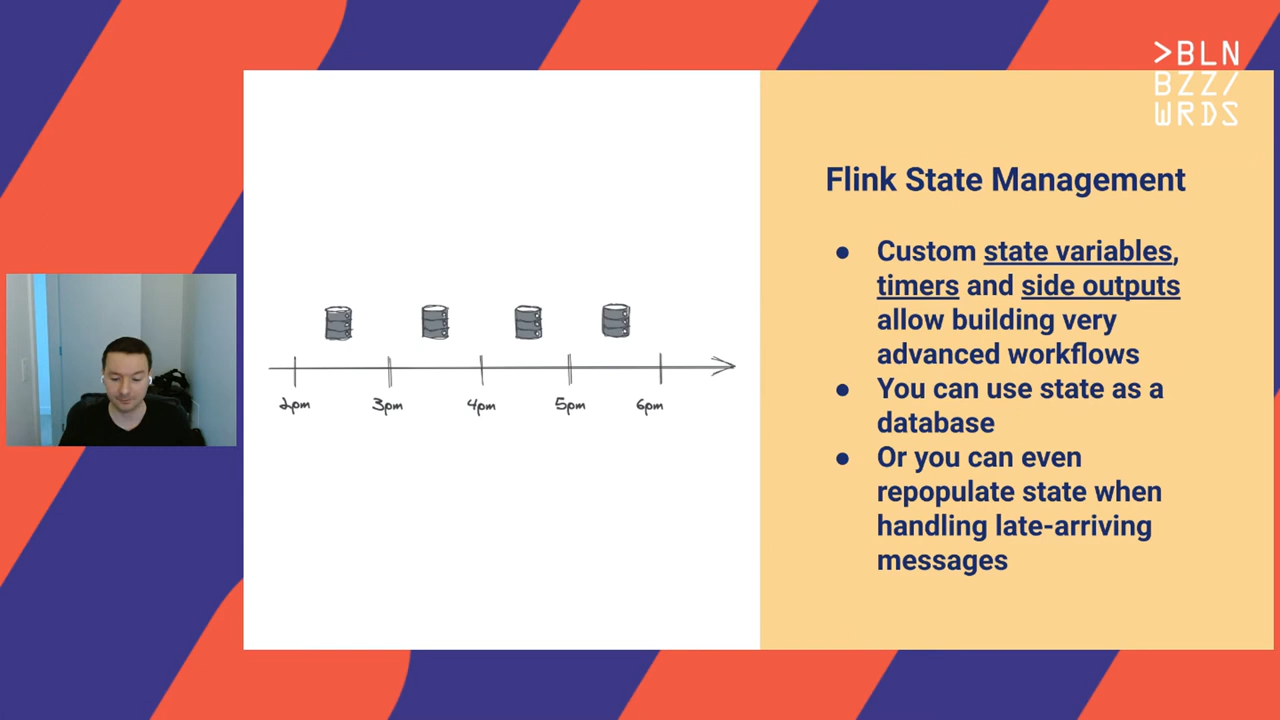 >BLN
BZZ/
WRDS
Flink State Management
● Custom state variables,
timers and side outputs
allow building very
advanced workflows
● You can use state as a
database
● Or you can even
repopulate state when
handling late-arriving
messages
2pm 3pm 4pm 5pm 6pm